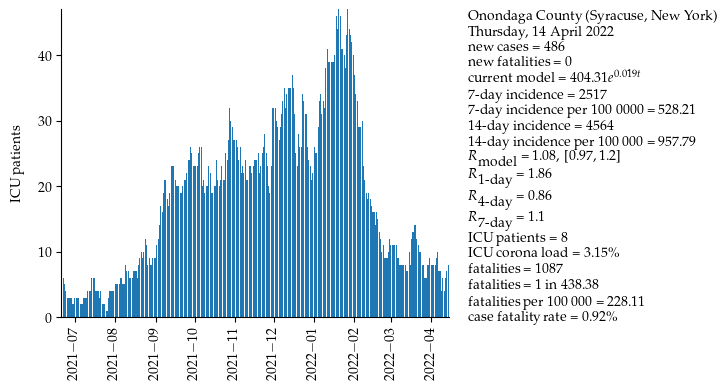 Onondaga County (Syracuse, New York)
Thursday, 14 April 2022
new cases = 486
new fatalities = 0
current model = 404.31e^0.019t
7-day incidence = 2517
7-day incidence per 100 0000 = 528.21
14-day incidence = 4564
14-day incidence per 100 000 = 957.79
R_model = 1.08, [0.97, 1.2]
R_1-day = 1.86
R_4-day = 0.86
R_7-day = 1.1
ICU patients = 8
ICU corona load = 3.15%
fatalities = 1087
fatalities = 1 in 438.38
fatalities per 100 000 = 228.11
case fatality rate = 0.92%
ICU patients
40
30
20
10
0
2021−07
2021−08
2021−09
2021−10
2021−11
2021−12
2022−01
2022−02
2022−03
2022−04